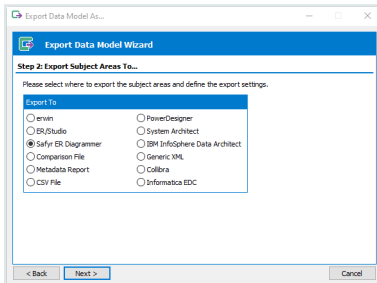 Export Data Model As...
Export Data Model Wizard
Step 2: Export Subject Areas To...
Please select where to export the subject areas and define the export settings.
Export To
erwin
PowerDesigner
ER/Studio
System Architect
Safyr ER Diagrammer
IBM InfoSphere Data Architect
Comparison File
Generic XML
Metadata Report
Collibra
CSV File
Informatica EDC
< Back
Next >
Cancel